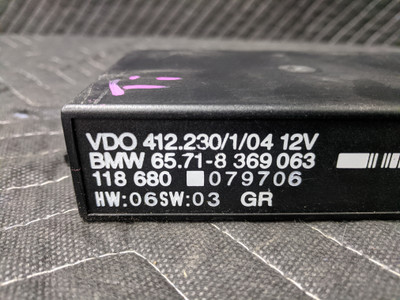 VDO 412.230/1/04 12V
BMW 65.71-8 369 063
118 680 ■079706
HW:06SW:03 GR